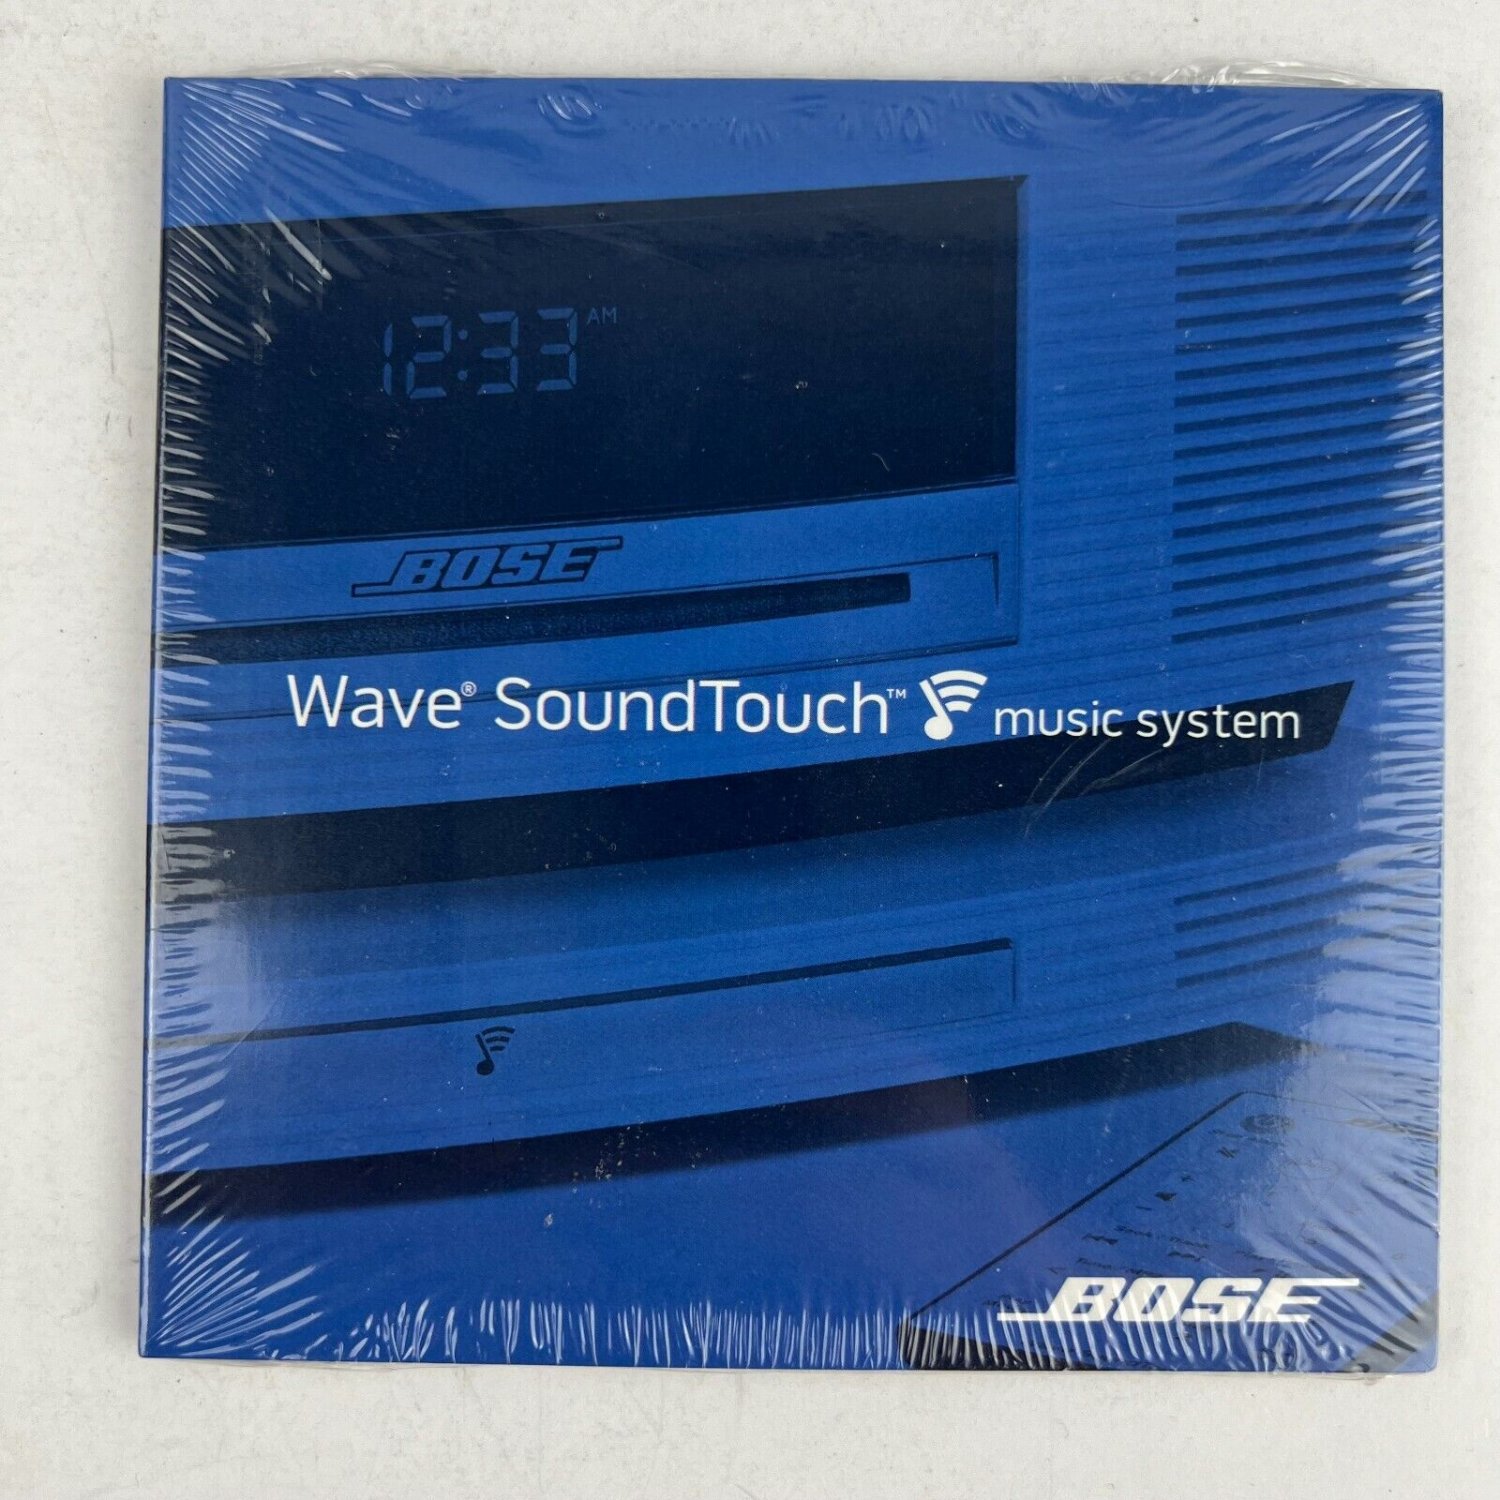 12:33 AM
BOSE
Wave® SoundTouch™ music system
BOSE